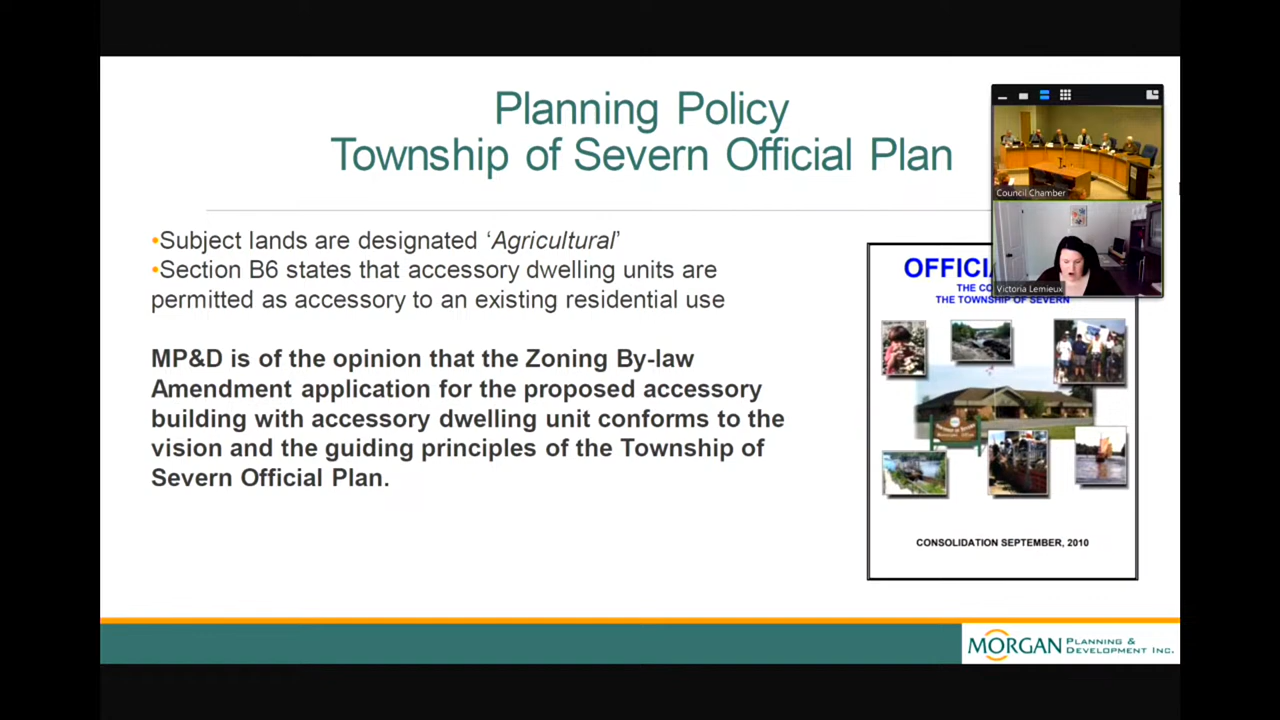 Planning Policy
Township of Severn Official Plan
•Subject lands are designated ‘Agricultural’
•Section B6 states that accessory dwelling units are
permitted as accessory to an existing residential use
MP&D is of the opinion that the Zoning By-law
Amendment application for the proposed accessory
building with accessory dwelling unit conforms to the
vision and the guiding principles of the Township of
Severn Official Plan.
Council Chamber
Victoria Lemieux
OFFICI
THE CO
THE TOWNSHIP OF SEVERN
CONSOLIDATION SEPTEMBER, 2010
MORGAN PLANNING &
DEVELOPMENT INC.